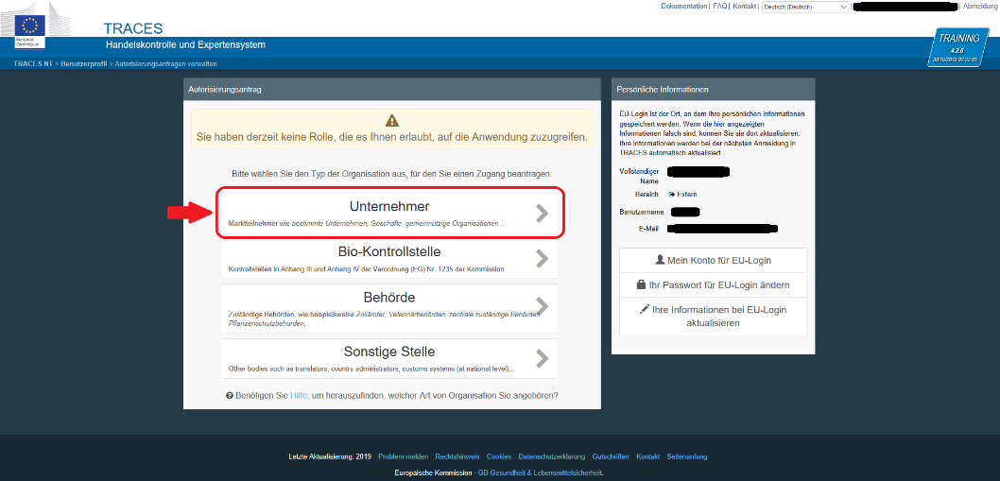 Dokumentation| FAQ| Kontakt| Deutsch (Deutsch) | Abmeldung
European
Commission
TRACES
Handelskontrolle und Expertensystem
TRAINING
4.2.6
TRACES NT > Benutzerprofil > Autorisierungsantragen verwalten
Autorisierungsantrag
Sie haben derzeit keine Rolle, die es Ihnen erlaubt, auf die Anwendung zuzugreifen.
Bitte wählen Sie den Typ der Organisation aus, für den Sie einen Zugang beantragen:
Unternehmer
Marktteilnehmer wie bestimmte Unternehmen, Geschäfte, gemeinnützige Organisationen ...
Bio-Kontrollstelle
Kontrollstellen in Anhang III und Anhang IV der Verordnung (EG) Nr. 1235 der Kommission
Behörde
Zuständige Behörden, wie beispielsweise Zollämter, Veterinärbehörden, zentrale zuständige Behörden,
Pflanzenschutzbehörden,
Sonstige Stelle
Other bodies such as translators, country administrators, customs systems (at national level)...
Benötigen Sie Hilfe, um herauszufinden, welcher Art von Organisation Sie angehören?
Persönliche Informationen
EU-Login ist der Ort, an dem Ihre persönlichen Informationen
gespeichert werden. Wenn die hier angezeigten
Informationen falsch sind, können Sie sie dort aktualisieren.
Ihre Informationen werden bei der nächsten Anmeldung in
TRACES automatisch aktualisiert.
Vollständiger
Name
Bereich Extern
Benutzername
E-Mail
Mein Konto für EU-Login
Ihr Passwort für EU-Login ändern
Ihre Informationen bei EU-Login
aktualisieren
Letzte Aktualisierung: 2019 Problem melden Rechtshinweis Cookies Datenschutzerklärung Gutschriften Kontakt Seitenanfang
Europäische Kommission - GD Gesundheit & Lebensmittelsicherheit.